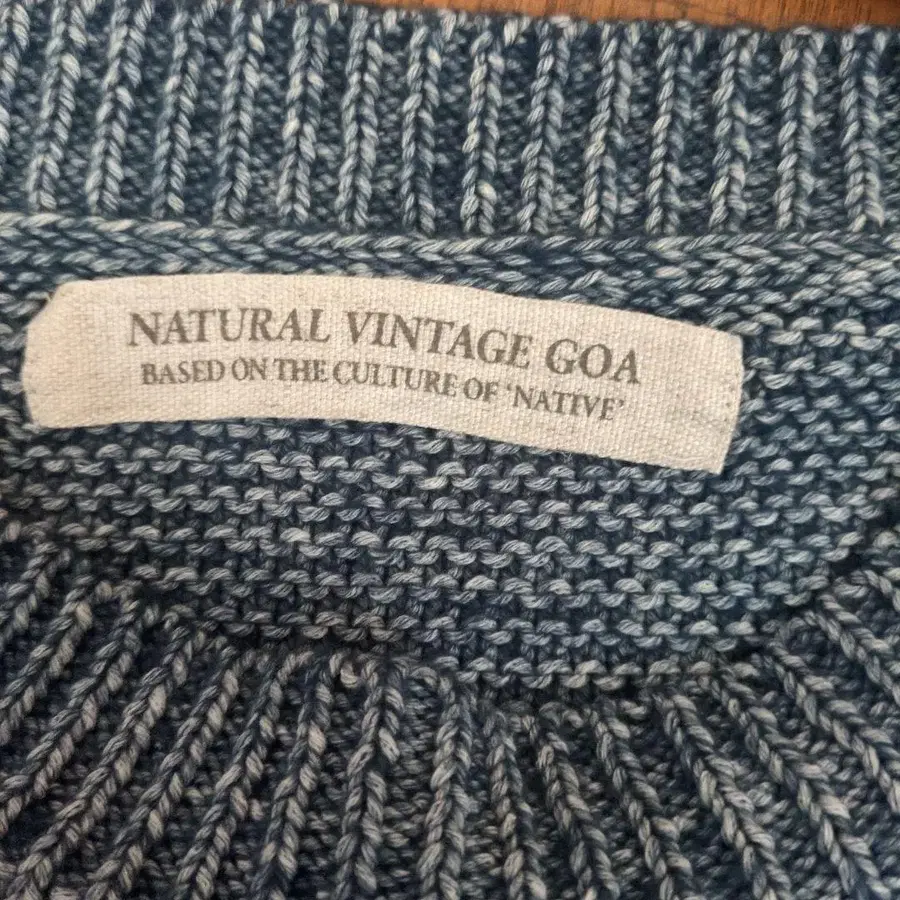 NATURAL VINTAGE GOA
BASED ON THE CULTURE OF 'NATIVE'